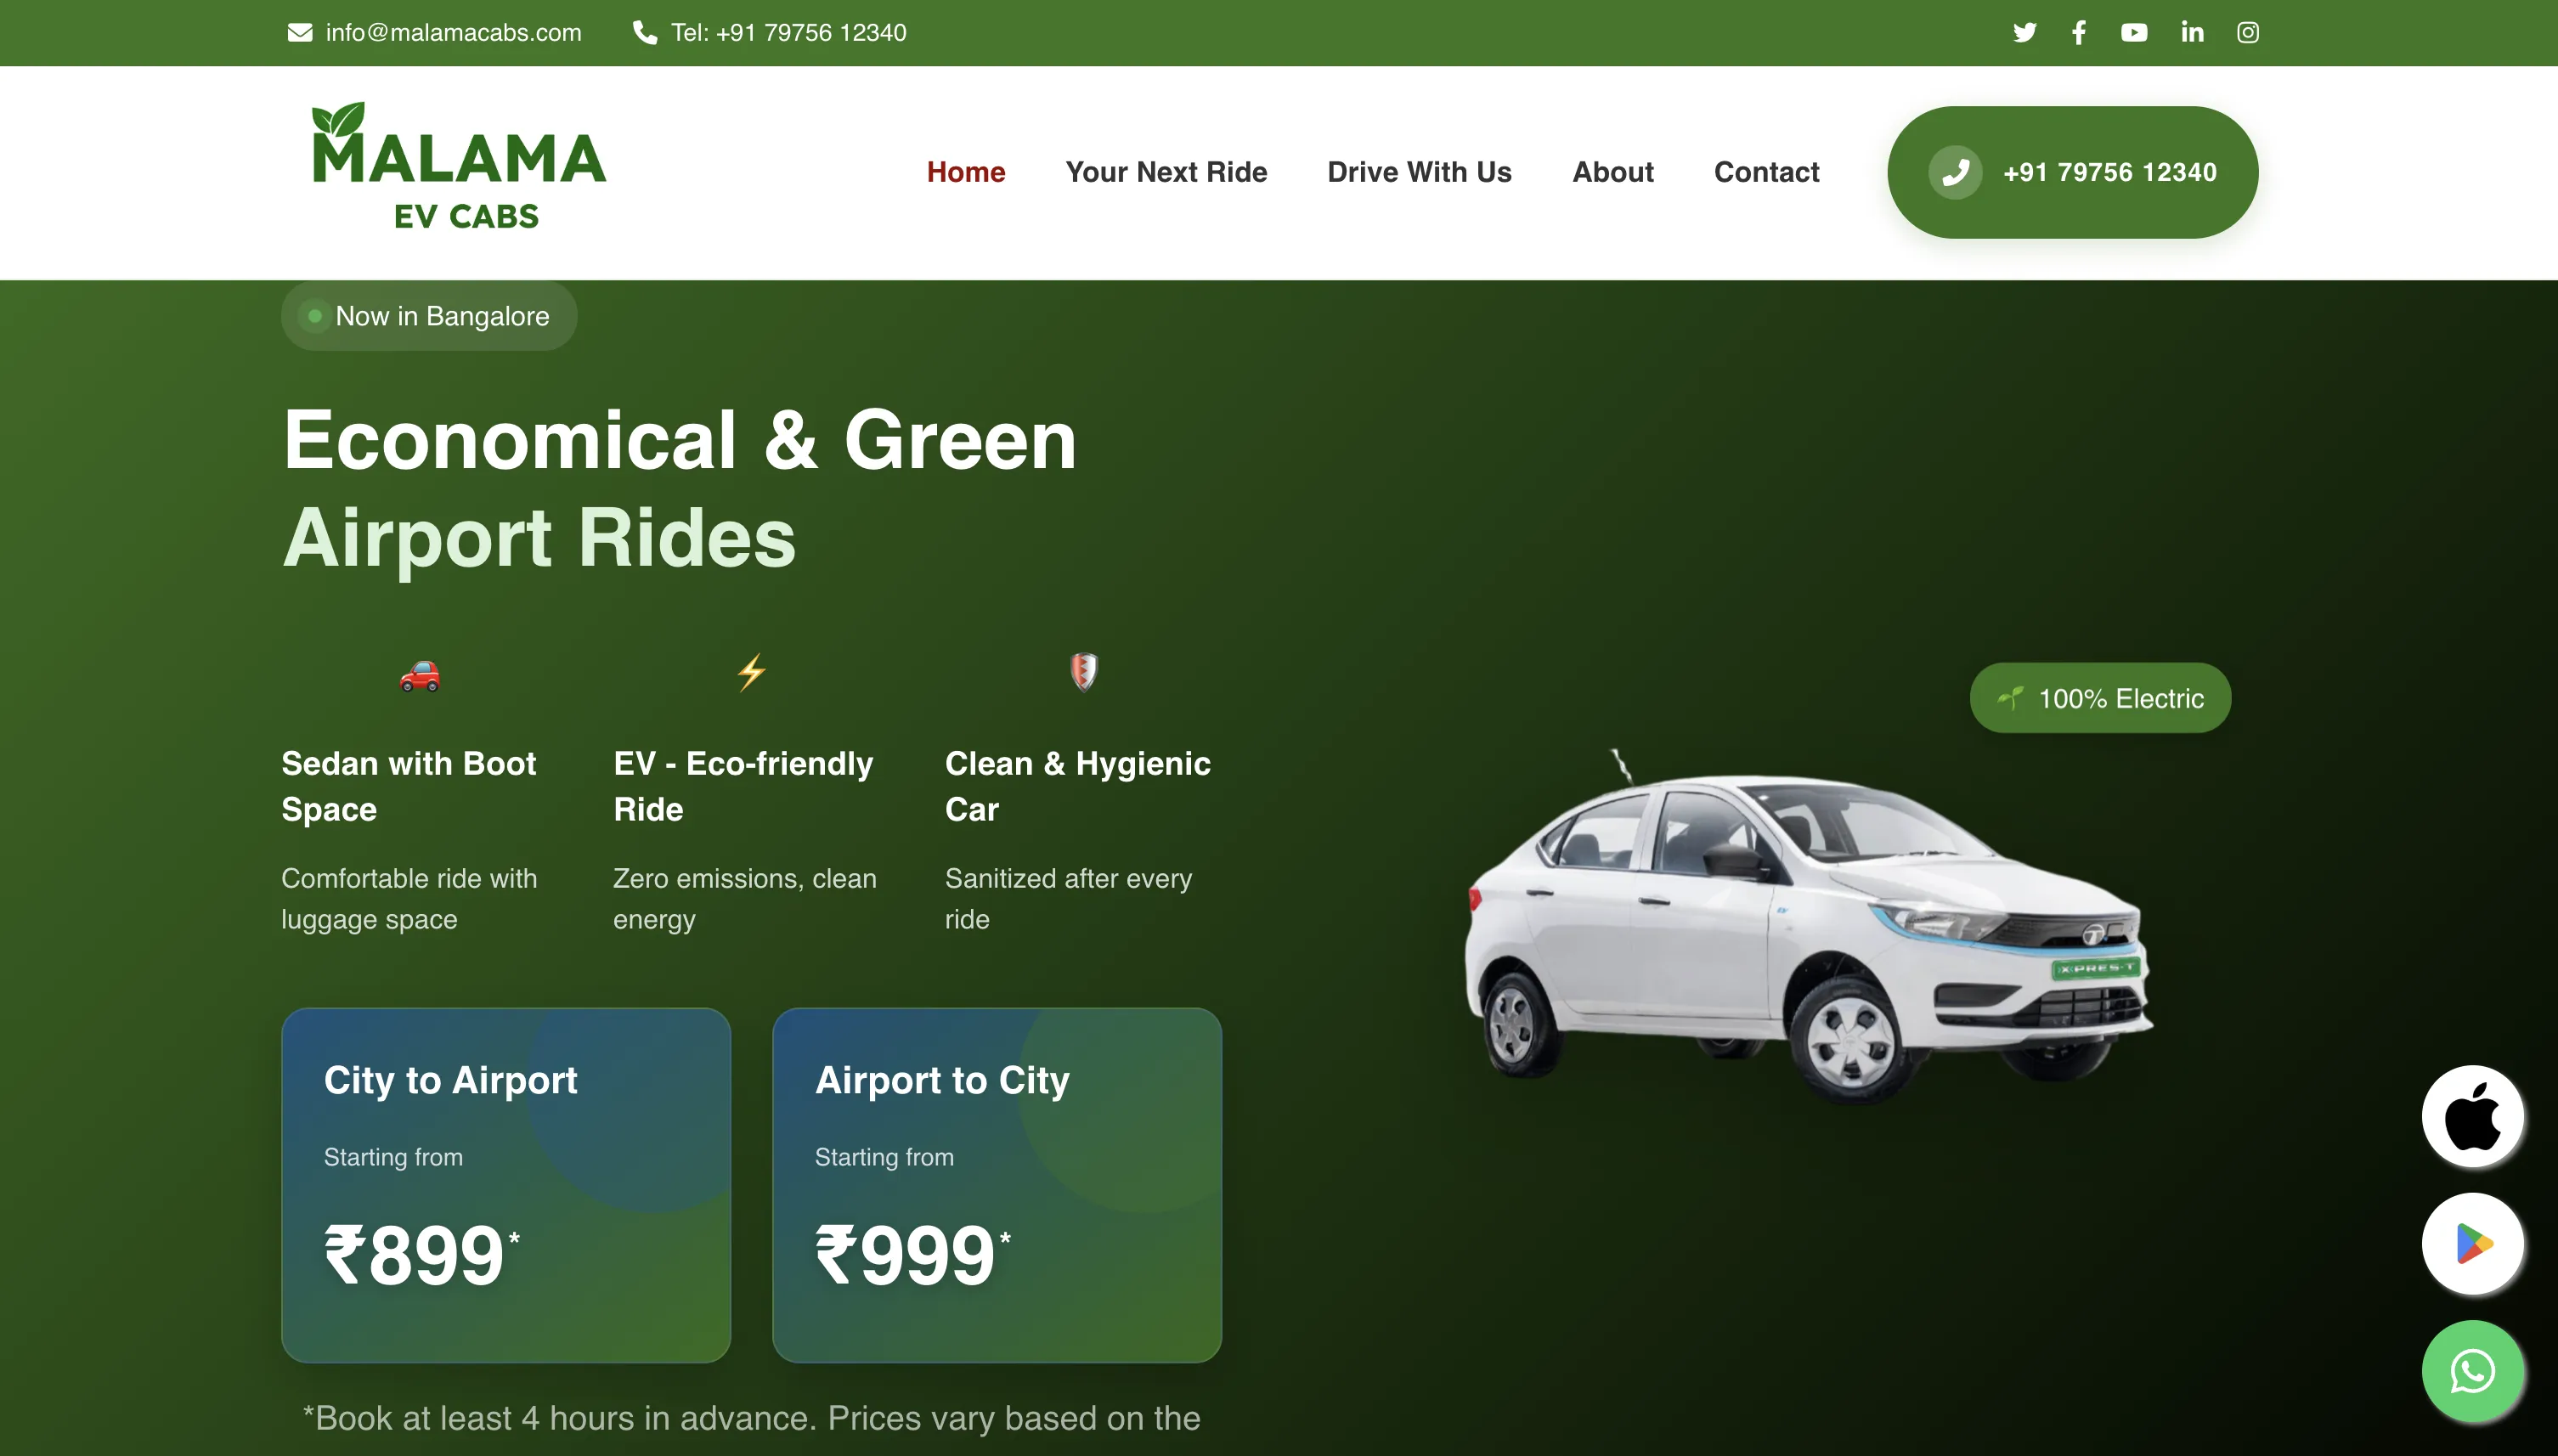 info@malamacabs.com
Tel: +91 79756 12340
MALAMA
EV CABS
Home
Your Next Ride
Drive With Us
About
Contact
+91 79756 12340
Now in Bangalore
Economical & Green
Airport Rides
Sedan with Boot
Space
Comfortable ride with
luggage space
EV - Eco-friendly
Ride
Zero emissions, clean
energy
Clean & Hygienic
Car
Sanitized after every
ride
100% Electric
X-PRES-T
City to Airport
Starting from
₹899*
Airport to City
Starting from
₹999*
*Book at least 4 hours in advance. Prices vary based on the